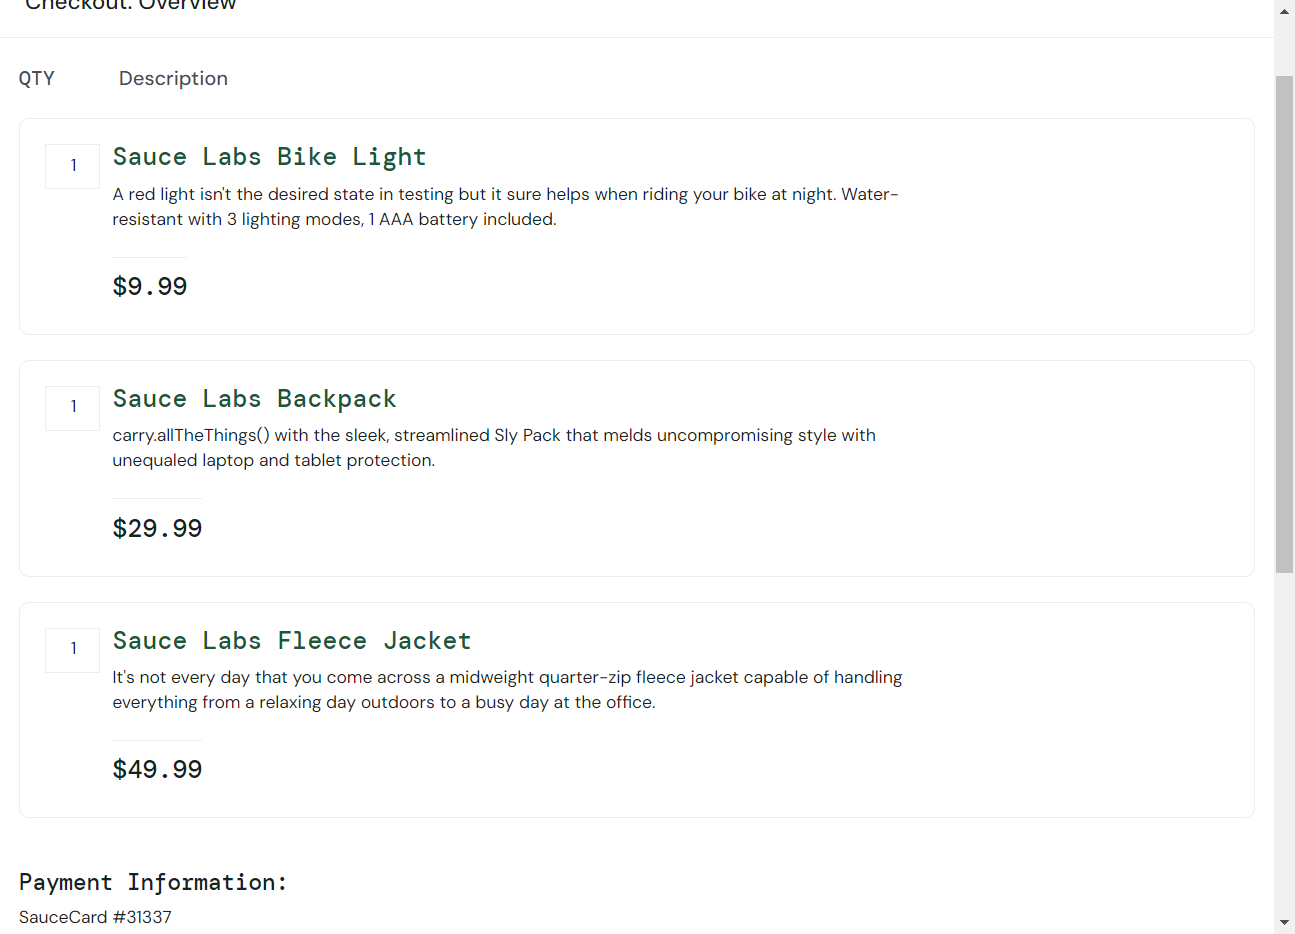 Checkout: Overview
QTY Description
1 Sauce Labs Bike Light
A red light isn't the desired state in testing but it sure helps when riding your bike at night. Water-
resistant with 3 lighting modes, 1 AAA battery included.
$9.99
1 Sauce Labs Backpack
carry.allTheThings() with the sleek, streamlined Sly Pack that melds uncompromising style with
unequaled laptop and tablet protection.
$29.99
1 Sauce Labs Fleece Jacket
It's not every day that you come across a midweight quarter-zip fleece jacket capable of handling
everything from a relaxing day outdoors to a busy day at the office.
$49.99
Payment Information:
SauceCard #31337